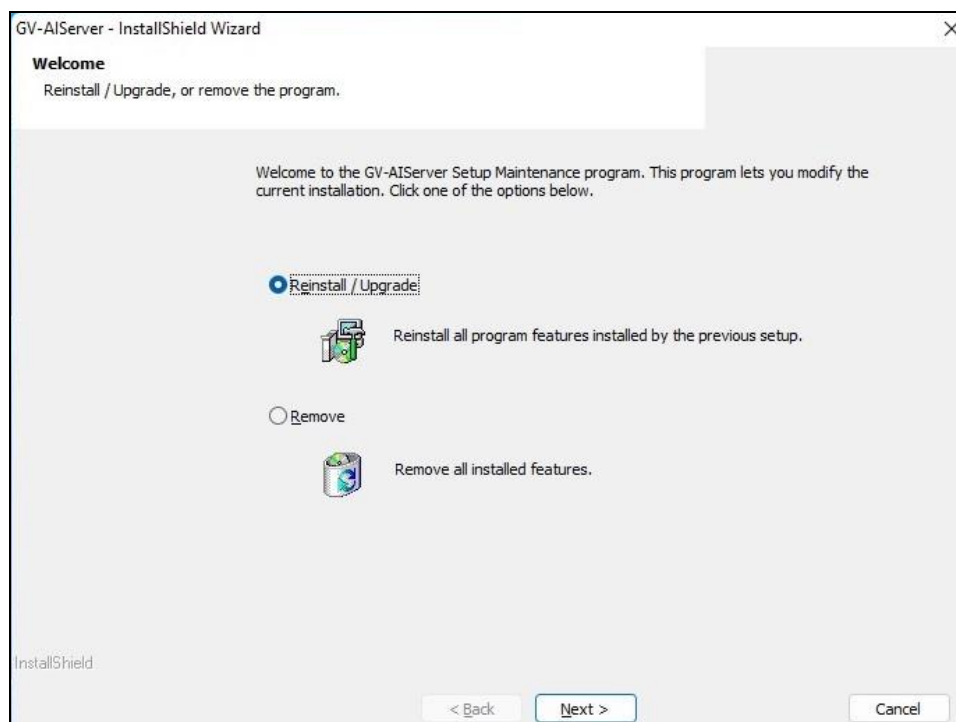 GV-AIServer - InstallShield Wizard
Welcome
Reinstall / Upgrade, or remove the program.
Welcome to the GV-AIServer Setup Maintenance program. This program lets you modify the
current installation. Click one of the options below.
Reinstall / Upgrade
Reinstall all program features installed by the previous setup.
Remove
Remove all installed features.
InstallShield
< Back
Next >
Cancel